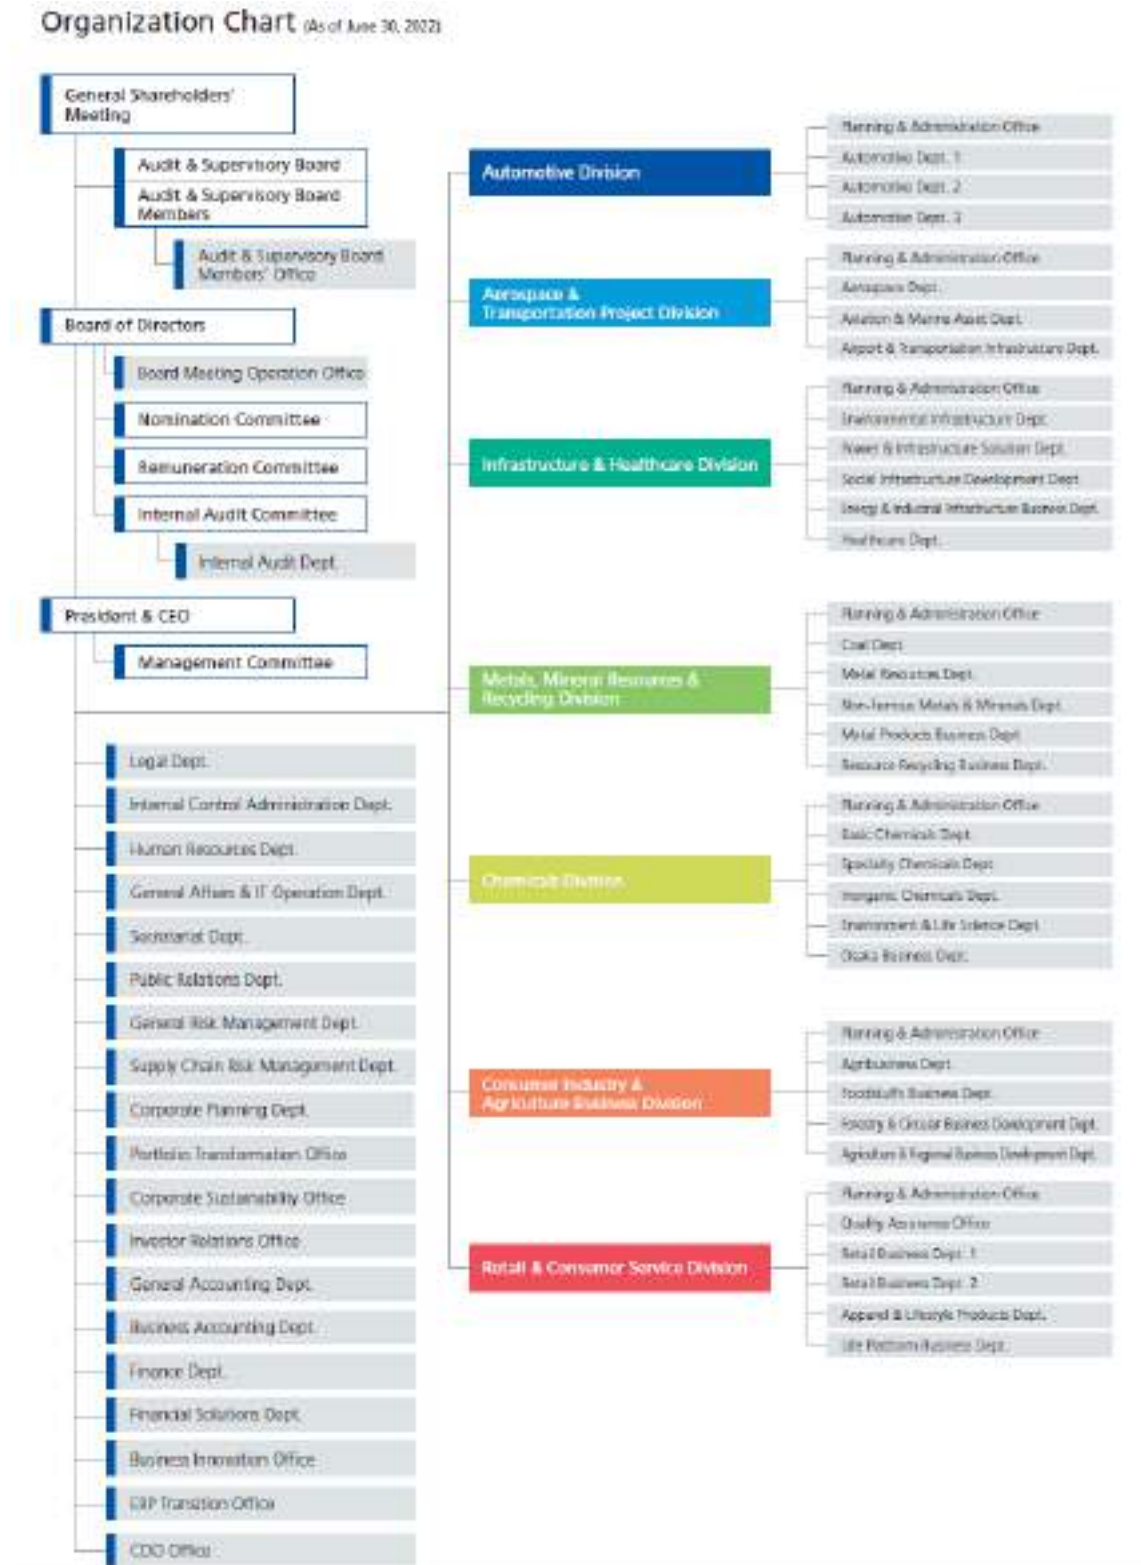 Organization Chart (As of June 30, 2022)
General Shareholders'
Meeting
Audit & Supervisory Board
Audit & Supervisory Board
Members
Audit & Supervisory Board
Members' Office
Board of Directors
Board Meeting Operation Office
Nomination Committee
Remuneration Committee
Internal Audit Committee
Internal Audit Dept.
President & CEO
Management Committee
Legal Dept.
Internal Control Administration Dept.
Human Resources Dept.
General Affairs & IT Operation Dept.
Secretariat Dept.
Public Relations Dept.
General Risk Management Dept.
Supply Chain Risk Management Dept.
Corporate Planning Dept.
Portfolio Transformation Office
Corporate Sustainability Office
Investor Relations Office
General Accounting Dept.
Business Accounting Dept.
Finance Dept.
Financial Solutions Dept.
Business Innovation Office
ERP Transition Office
CDO Office
Automotive Division
Planning & Administration Office
Automotive Dept. 1
Automotive Dept. 2
Automotive Dept. 3
Aerospace &
Transportation Project Division
Planning & Administration Office
Aerospace Dept.
Aviation & Marine Asset Dept.
Airport & Transportation Infrastructure Dept.
Infrastructure & Healthcare Division
Planning & Administration Office
Environmental Infrastructure Dept.
Power & Infrastructure Solution Dept.
Social Infrastructure Development Dept.
Energy & Industrial Infrastructure Business Dept.
Healthcare Dept.
Metals, Mineral Resources &
Recycling Division
Planning & Administration Office
Coal Dept.
Metal Resources Dept.
Non-Ferrous Metals & Minerals Dept.
Metal Products Business Dept.
Resource Recycling Business Dept.
Chemicals Division
Planning & Administration Office
Basic Chemicals Dept.
Specialty Chemicals Dept.
Inorganic Chemicals Dept.
Environment & Life Science Dept.
Osaka Business Dept.
Consumer Industry &
Agriculture Business Division
Planning & Administration Office
Agribusiness Dept.
Foodstuffs Business Dept.
Forestry & Circular Business Development Dept.
Agriculture & Regional Business Development Dept.
Retail & Consumer Service Division
Planning & Administration Office
Quality Assurance Office
Retail Business Dept. 1
Retail Business Dept. 2
Apparel & Lifestyle Products Dept.
Life Platform Business Dept.